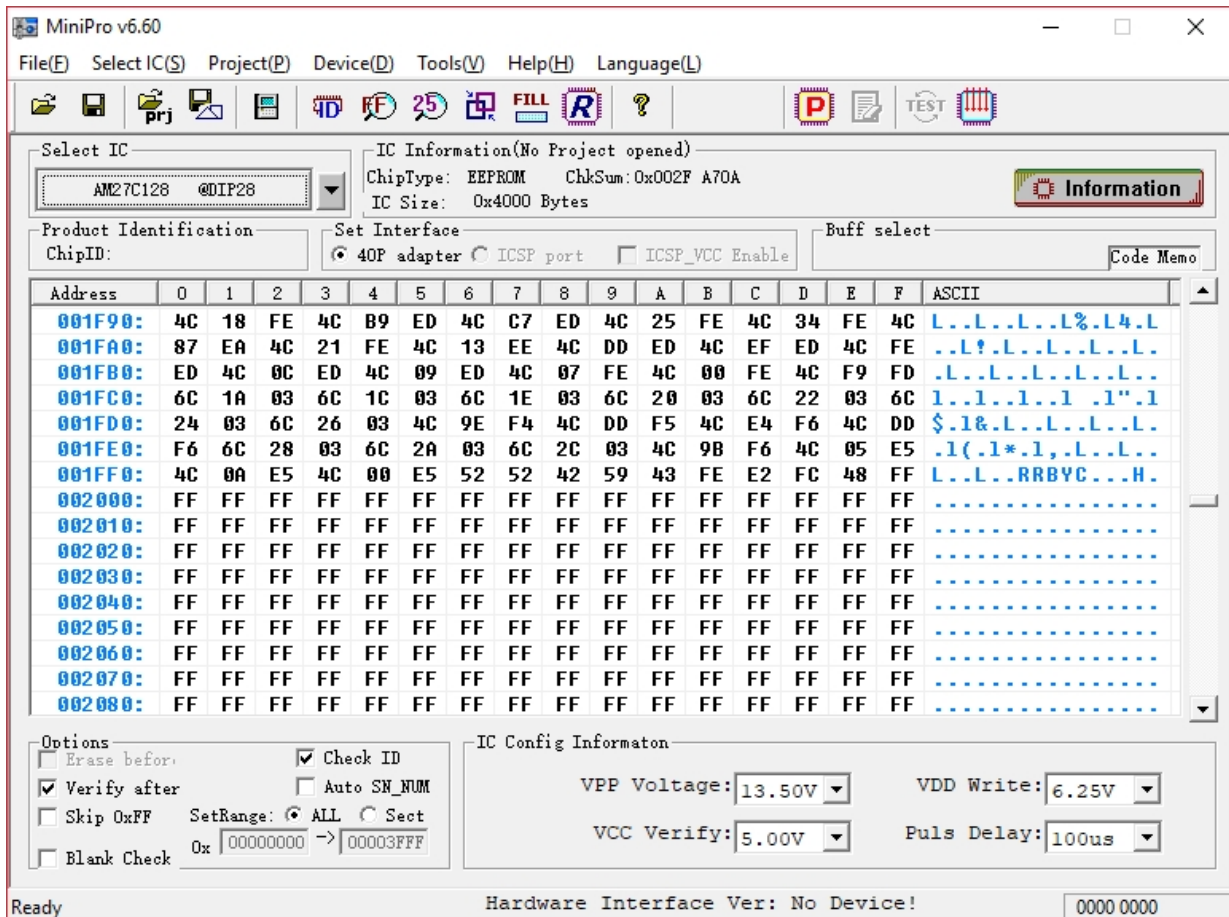 MiniPro v6.60
File(F) Select IC(S) Project(P) Device(D) Tools(V) Help(H) Language(L)
prj ID FF 25 FILL R ? P TEST
Select IC
AM27C128 @DIP28
IC Information(No Project opened)
ChipType: EEPROM ChkSum:0x002F A70A
IC Size: 0x4000 Bytes
Information
Product Identification
ChipID:
Set Interface
40P adapter ICSP port ICSP_VCC Enable
Buff select
Code Memo
Address 0 1 2 3 4 5 6 7 8 9 A B C D E F ASCII
001F90: 4C 18 FE 4C B9 ED 4C C7 ED 4C 25 FE 4C 34 FE 4C L..L..L..L%.L4.L
001FA0: 87 EA 4C 21 FE 4C 13 EE 4C DD ED 4C EF ED 4C FE ..L!.L..L..L..L.
001FB0: ED 4C 0C ED 4C 09 ED 4C 07 FE 4C 00 FE 4C F9 FD .L..L..L..L..L..
001FC0: 6C 1A 03 6C 1C 03 6C 1E 03 6C 20 03 6C 22 03 6C l..l..l..l .l".l
001FD0: 24 03 6C 26 03 4C 9E F4 4C DD F5 4C E4 F6 4C DD $.l&.L..L..L..L.
001FE0: F6 6C 28 03 6C 2A 03 6C 2C 03 4C 9B F6 4C 05 E5 .l(.l*.l,.L..L..
001FF0: 4C 0A E5 4C 00 E5 52 52 42 59 43 FE E2 FC 48 FF L..L..RRBYC...H.
002000: FF FF FF FF FF FF FF FF FF FF FF FF FF FF FF FF ................
002010: FF FF FF FF FF FF FF FF FF FF FF FF FF FF FF FF ................
002020: FF FF FF FF FF FF FF FF FF FF FF FF FF FF FF FF ................
002030: FF FF FF FF FF FF FF FF FF FF FF FF FF FF FF FF ................
002040: FF FF FF FF FF FF FF FF FF FF FF FF FF FF FF FF ................
002050: FF FF FF FF FF FF FF FF FF FF FF FF FF FF FF FF ................
002060: FF FF FF FF FF FF FF FF FF FF FF FF FF FF FF FF ................
002070: FF FF FF FF FF FF FF FF FF FF FF FF FF FF FF FF ................
002080: FF FF FF FF FF FF FF FF FF FF FF FF FF FF FF FF ................
Options
Erase befor Check ID
Verify after Auto SN_NUM
Skip 0xFF SetRange: ALL Sect
Blank Check 0x 00000000 -> 00003FFF
IC Config Informaton
VPP Voltage: 13.50V VDD Write: 6.25V
VCC Verify: 5.00V Puls Delay: 100us
Ready Hardware Interface Ver: No Device! 0000 0000